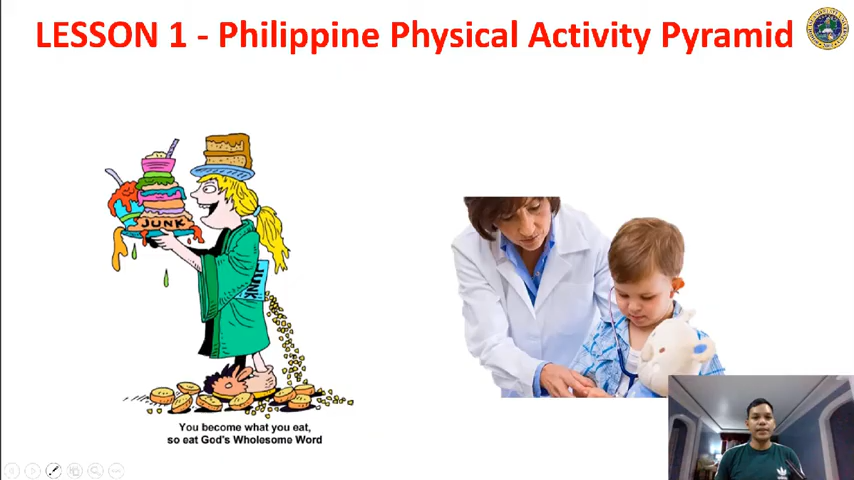 LESSON 1 - Philippine Physical Activity Pyramid
JUNK
JUNK
You become what you eat,
so eat God's Wholesome Word